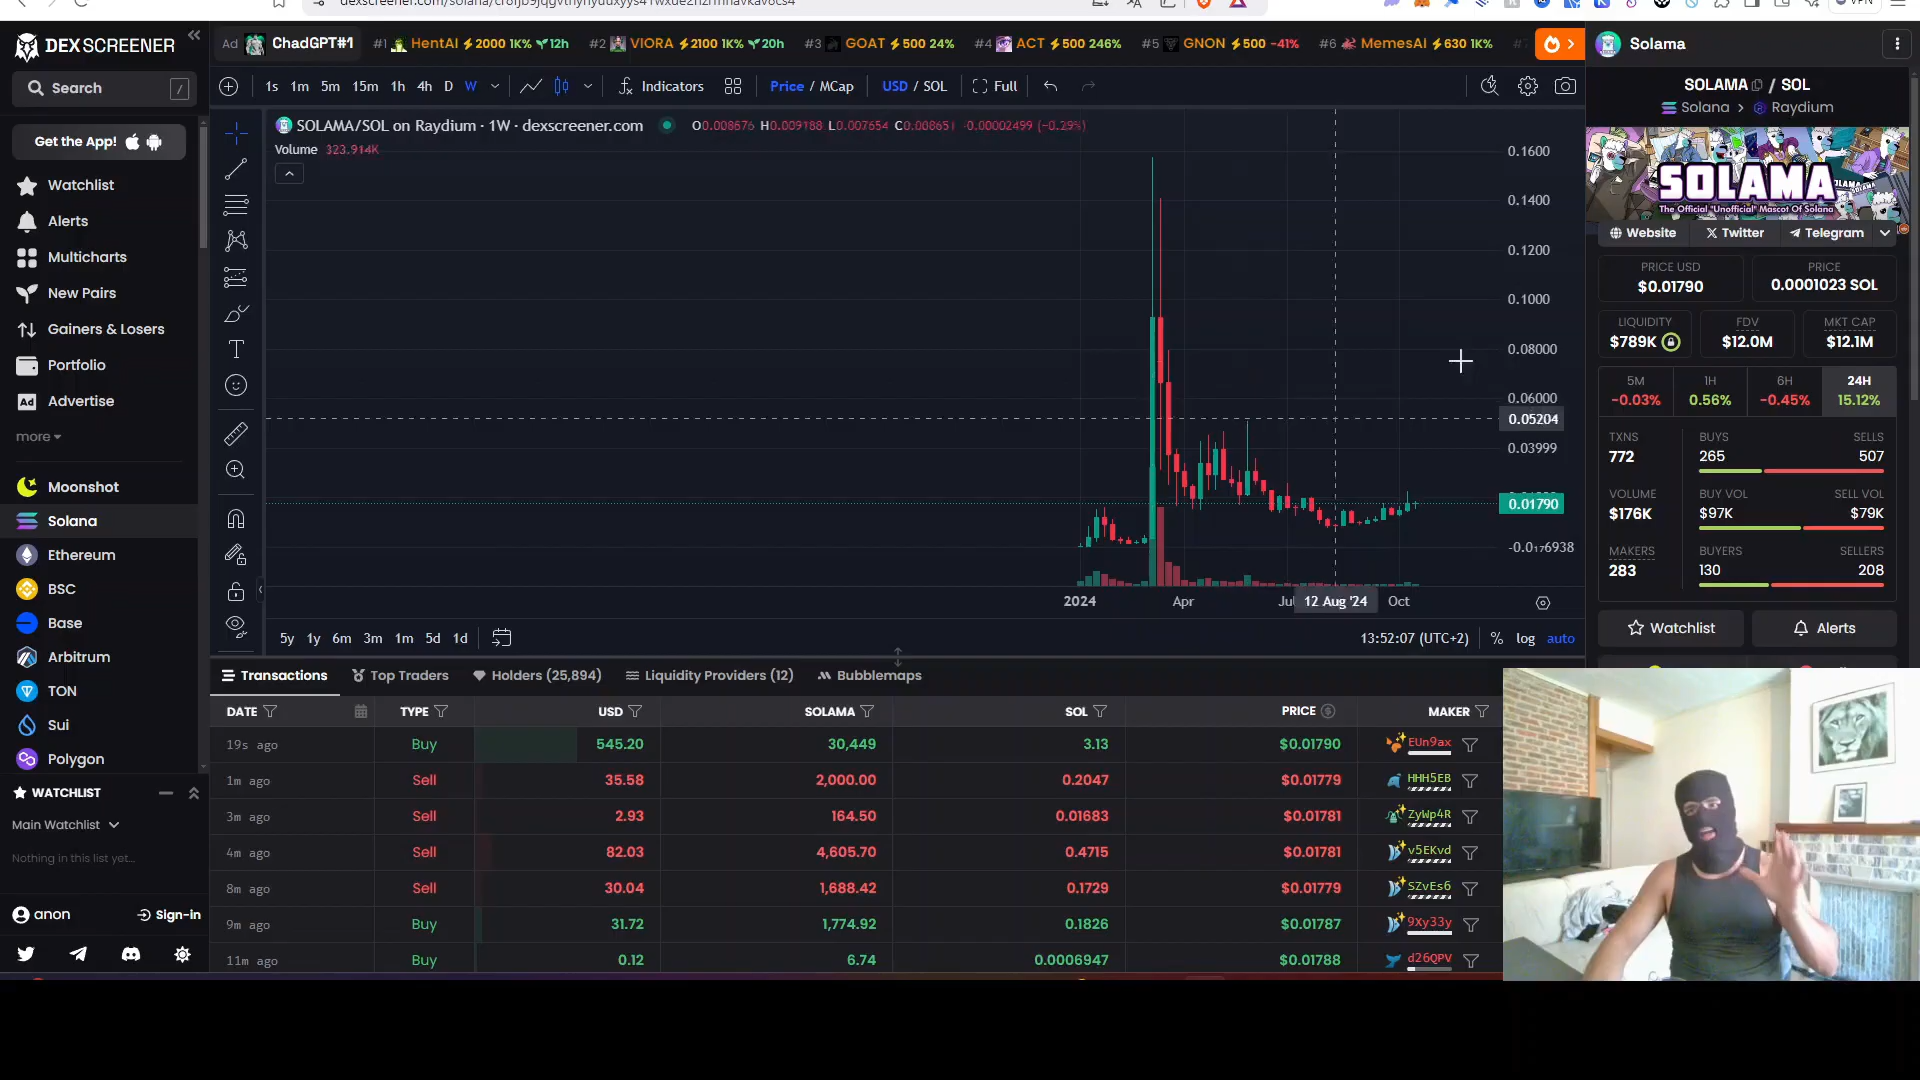 DEX SCREENER
Ad ChadGPT#1 #1 HentAI ⚡2000 1K% 12h #2 VIORA ⚡2100 1K% 20h #3 GOAT ⚡500 24% #4 ACT ⚡500 246% #5 GNON ⚡500 -41% #6 MemesAI ⚡630 1K%
Solama
Search /
1s 1m 5m 15m 1h 4h D W Indicators Price / MCap USD / SOL Full
SOLAMA / SOL
Solana > Raydium
Get the App!
Watchlist
Alerts
Multicharts
New Pairs
Gainers & Losers
Portfolio
Ad Advertise
more
Moonshot
Solana
Ethereum
BSC
Base
Arbitrum
TON
Sui
Polygon
WATCHLIST
Main Watchlist
Nothing in this list yet...
anon Sign-in
SOLAMA/SOL on Raydium · 1W · dexscreener.com O0.008676 H0.009188 L0.007654 C0.008651 -0.00002499 (-0.29%)
Volume 323.914K
0.1600
0.1400
0.1200
0.1000
0.08000
0.06000
0.05204
0.03999
0.01790
-0.0176938
2024 Apr 12 Aug '24 Oct
5y 1y 6m 3m 1m 5d 1d 13:52:07 (UTC+2) % log auto
SOLAMA
The Official "Unofficial" Mascot Of Solana
Website Twitter Telegram
PRICE USD PRICE
$0.01790 0.0001023 SOL
LIQUIDITY FDV MKT CAP
$789K $12.0M $12.1M
5M 1H 6H 24H
-0.03% 0.56% -0.45% 15.12%
TXNS BUYS SELLS
772 265 507
VOLUME BUY VOL SELL VOL
$176K $97K $79K
MAKERS BUYERS SELLERS
283 130 208
Watchlist Alerts
Transactions Top Traders Holders (25,894) Liquidity Providers (12) Bubblemaps
DATE TYPE USD SOLAMA SOL PRICE MAKER
19s ago Buy 545.20 30,449 3.13 $0.01790 EUn9ax
1m ago Sell 35.58 2,000.00 0.2047 $0.01779 HHH5EB
3m ago Sell 2.93 164.50 0.01683 $0.01781 ZyWp4R
4m ago Sell 82.03 4,605.70 0.4715 $0.01781 v5EKvd
8m ago Sell 30.04 1,688.42 0.1729 $0.01779 SZvEs6
9m ago Buy 31.72 1,774.92 0.1826 $0.01787 9Xy33y
11m ago Buy 0.12 6.74 0.0006947 $0.01788 d26QPV